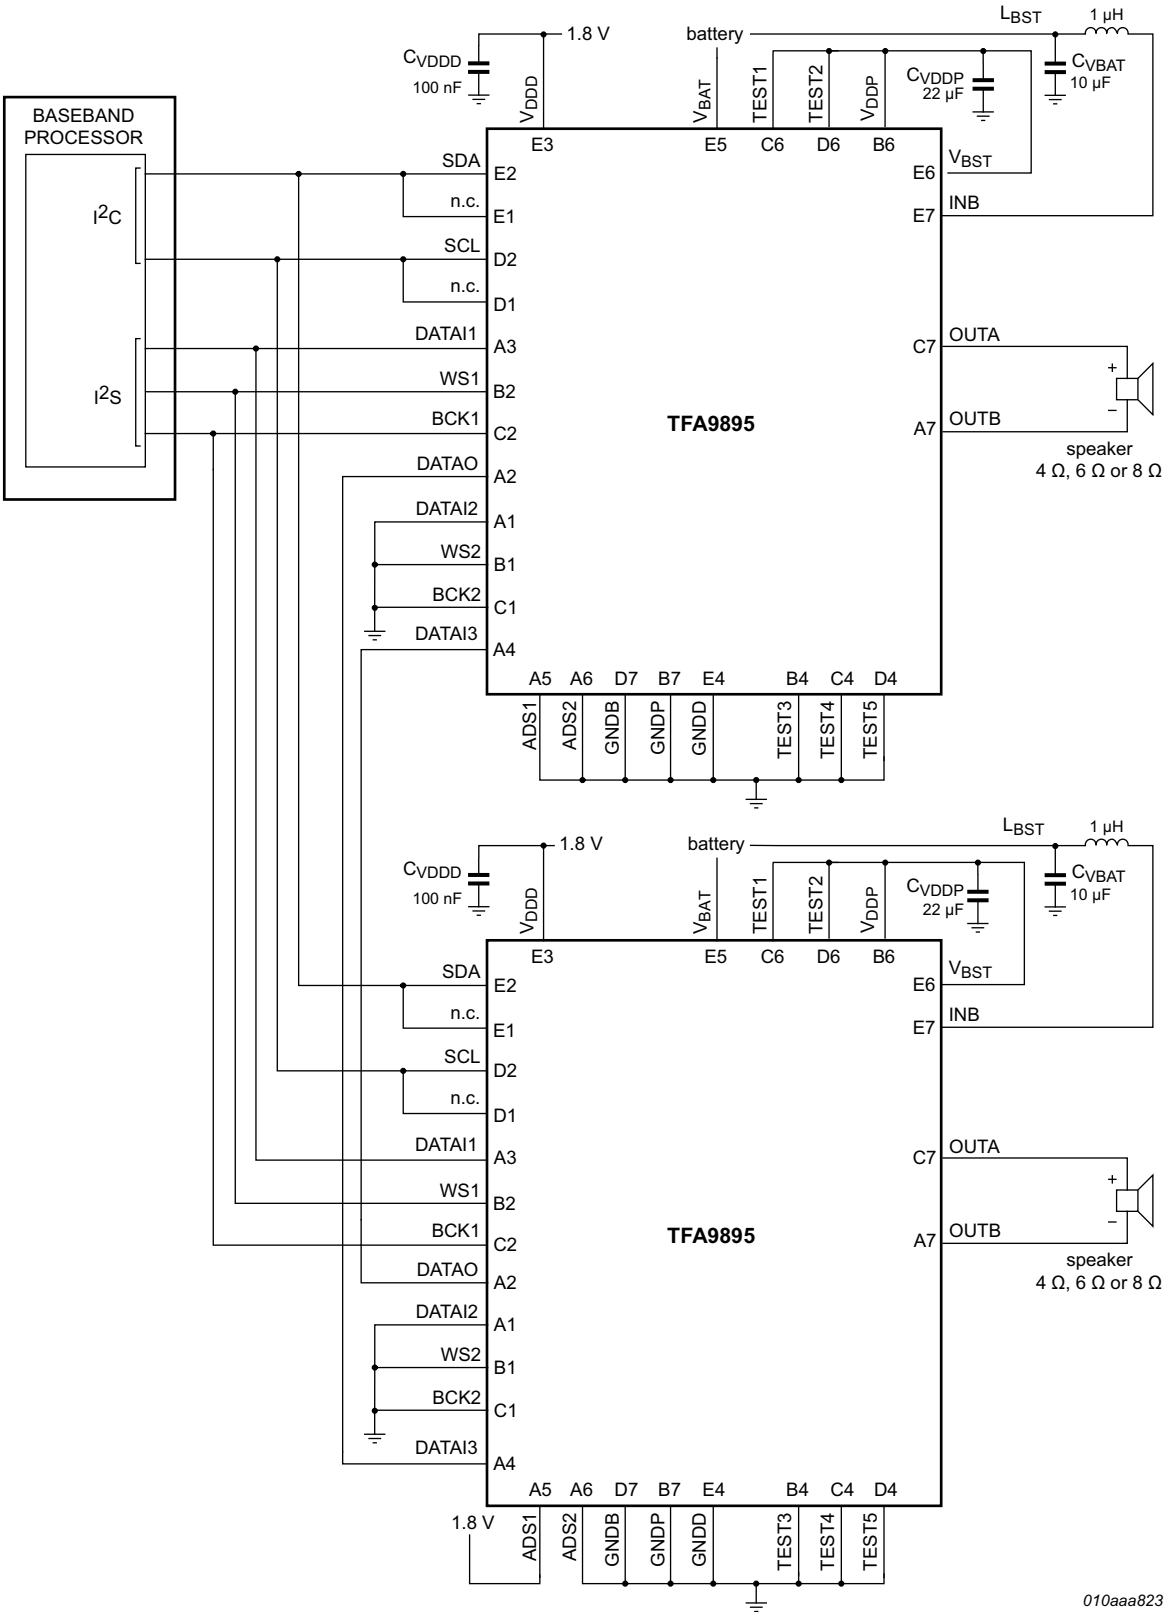 LBST
1 µH
1.8 V
battery
CVDDD
100 nF
VDDD
VBAT
TEST1
TEST2
VDDP
CVDDP
22 µF
CVBAT
10 µF
BASEBAND
PROCESSOR
I2C
I2S
E3
E5
C6
D6
B6
SDA
E2
n.c.
E1
SCL
D2
n.c.
D1
DATAI1
A3
WS1
B2
BCK1
C2
DATAO
A2
DATAI2
A1
WS2
B1
BCK2
C1
DATAI3
A4
TFA9895
E6
VBST
E7
INB
C7
OUTA
A7
OUTB
+
−
speaker
4 Ω, 6 Ω or 8 Ω
A5
A6
D7
B7
E4
B4
C4
D4
ADS1
ADS2
GNDB
GNDP
GNDD
TEST3
TEST4
TEST5
LBST
1 µH
1.8 V
battery
CVDDD
100 nF
VDDD
VBAT
TEST1
TEST2
VDDP
CVDDP
22 µF
CVBAT
10 µF
E3
E5
C6
D6
B6
SDA
E2
n.c.
E1
SCL
D2
n.c.
D1
DATAI1
A3
WS1
B2
BCK1
C2
DATAO
A2
DATAI2
A1
WS2
B1
BCK2
C1
DATAI3
A4
TFA9895
E6
VBST
E7
INB
C7
OUTA
A7
OUTB
+
−
speaker
4 Ω, 6 Ω or 8 Ω
A5
A6
D7
B7
E4
B4
C4
D4
1.8 V
ADS1
ADS2
GNDB
GNDP
GNDD
TEST3
TEST4
TEST5
010aaa823